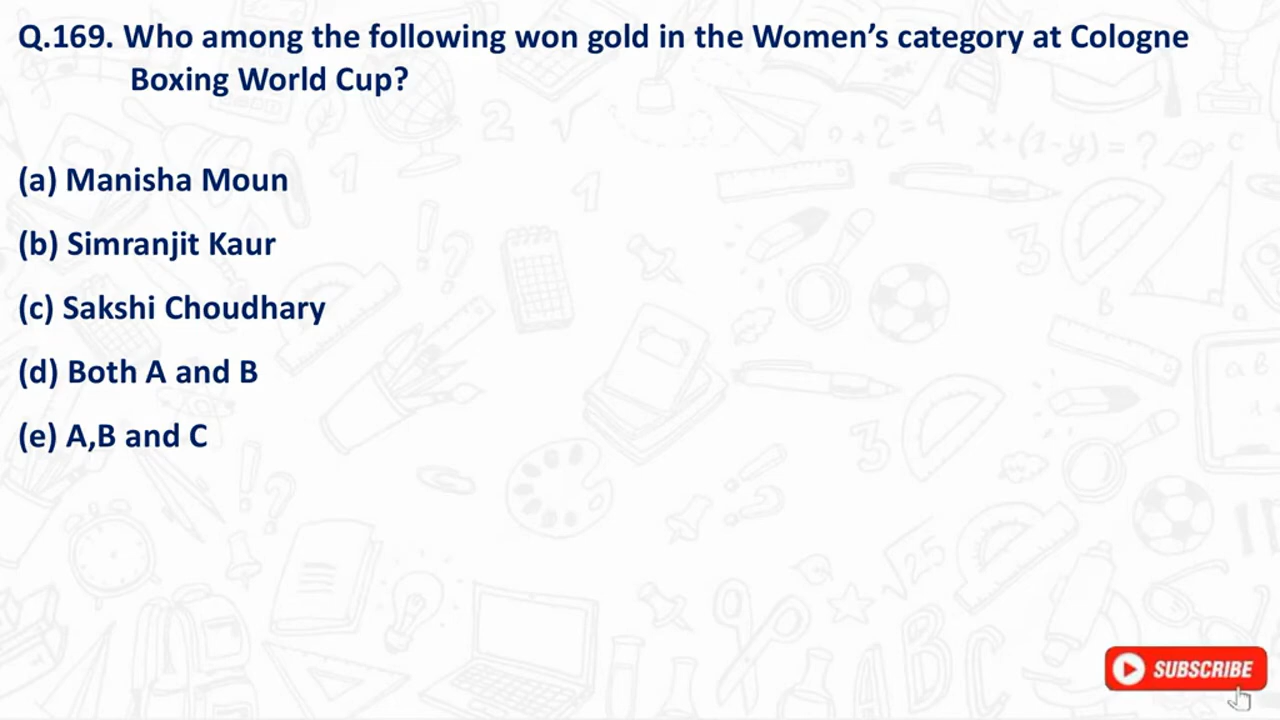 Q.169. Who among the following won gold in the Women’s category at Cologne
Boxing World Cup?
(a) Manisha Moun
(b) Simranjit Kaur
(c) Sakshi Choudhary
(d) Both A and B
(e) A,B and C
SUBSCRIBE